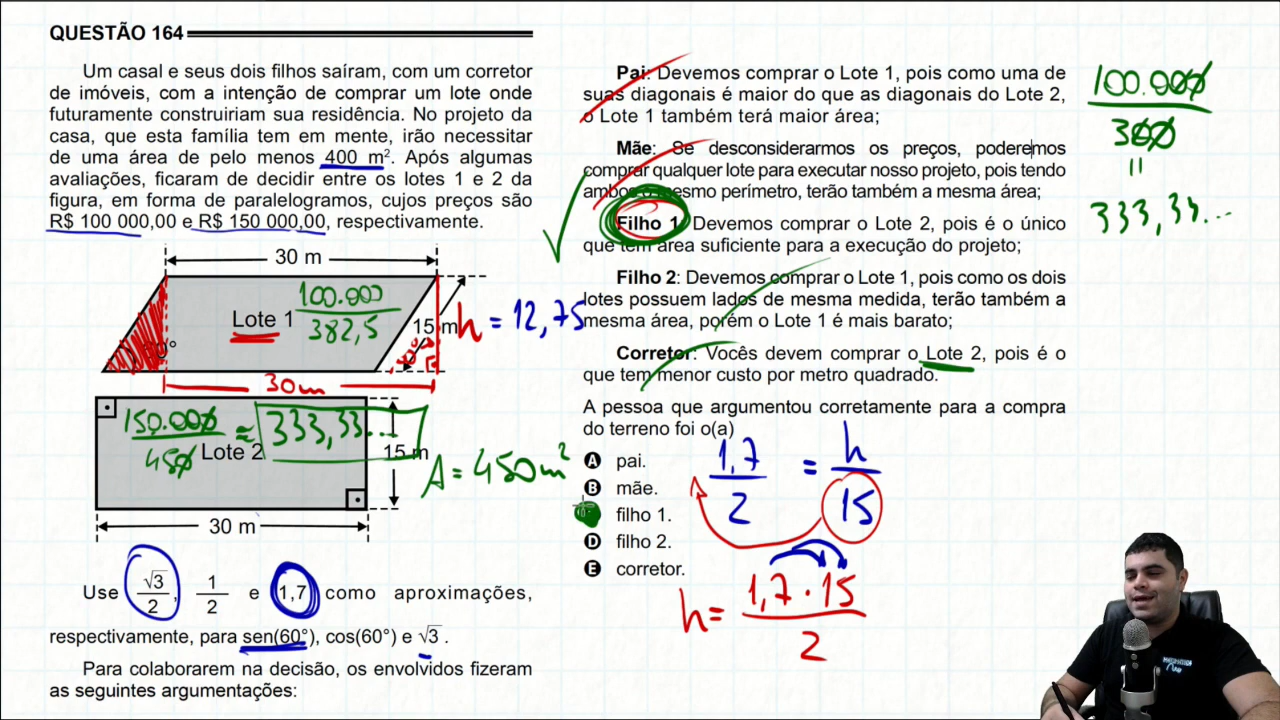 QUESTÃO 164
Um casal e seus dois filhos saíram, com um corretor
de imóveis, com a intenção de comprar um lote onde
futuramente construiriam sua residência. No projeto da
casa, que esta família tem em mente, irão necessitar
de uma área de pelo menos 400 m². Após algumas
avaliações, ficaram de decidir entre os lotes 1 e 2 da
figura, em forma de paralelogramos, cujos preços são
R$ 100 000,00 e R$ 150 000,00, respectivamente.
30 m
Lote 1
100.000
382,5
60°
15 m
h = 12,75
30m
150.000
450
≈ 333,33...
Lote 2
15 m
A = 450m²
30 m
Use √3/2, 1/2 e 1,7 como aproximações,
respectivamente, para sen(60°), cos(60°) e √3.
Para colaborarem na decisão, os envolvidos fizeram
as seguintes argumentações:
Pai: Devemos comprar o Lote 1, pois como uma de
suas diagonais é maior do que as diagonais do Lote 2,
o Lote 1 também terá maior área;
Mãe: Se desconsiderarmos os preços, poderemos
comprar qualquer lote para executar nosso projeto, pois tendo
ambos o mesmo perímetro, terão também a mesma área;
Filho 1: Devemos comprar o Lote 2, pois é o único
que tem área suficiente para a execução do projeto;
Filho 2: Devemos comprar o Lote 1, pois como os dois
lotes possuem lados de mesma medida, terão também a
mesma área, porém o Lote 1 é mais barato;
Corretor: Vocês devem comprar o Lote 2, pois é o
que tem menor custo por metro quadrado.
A pessoa que argumentou corretamente para a compra
do terreno foi o(a)
A pai.
B mãe.
filho 1.
D filho 2.
E corretor.
1,7/2 = h/15
h = 1,7 · 15
2
100.000
300
=
333,33...